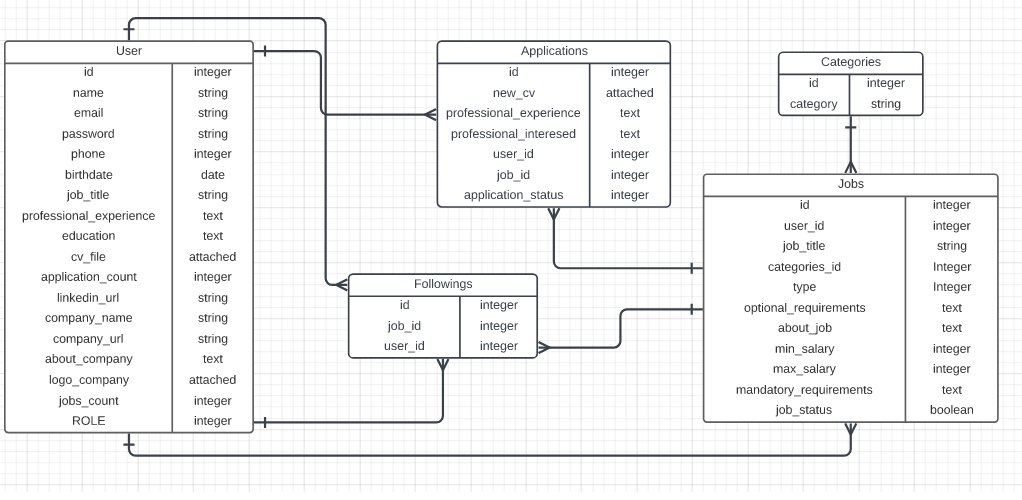 User
id integer
name string
email string
password string
phone integer
birthdate date
job_title string
professional_experience text
education text
cv_file attached
application_count integer
linkedin_url string
company_name string
company_url string
about_company text
logo_company attached
jobs_count integer
ROLE integer
Applications
id integer
new_cv attached
professional_experience text
professional_interesed text
user_id integer
job_id integer
application_status integer
Followings
id integer
job_id integer
user_id integer
Categories
id integer
category string
Jobs
id integer
user_id integer
job_title string
categories_id Integer
type Integer
optional_requirements text
about_job text
min_salary integer
max_salary integer
mandatory_requirements text
job_status boolean